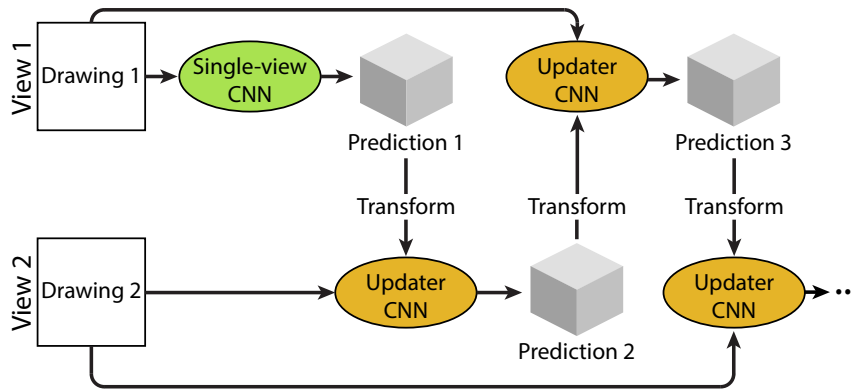 View 1
Drawing 1
Single-view
CNN
Prediction 1
Updater
CNN
Prediction 3
Transform
Transform
Transform
View 2
Drawing 2
Updater
CNN
Prediction 2
Updater
CNN
..